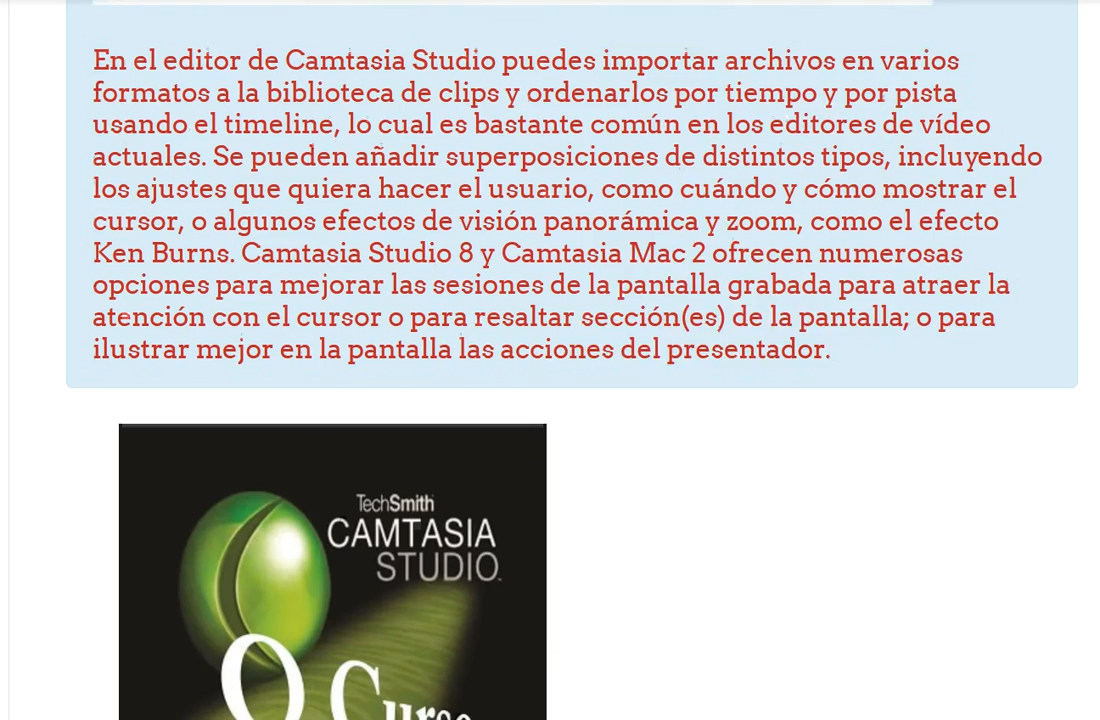 En el editor de Camtasia Studio puedes importar archivos en varios
formatos a la biblioteca de clips y ordenarlos por tiempo y por pista
usando el timeline, lo cual es bastante común en los editores de vídeo
actuales. Se pueden añadir superposiciones de distintos tipos, incluyendo
los ajustes que quiera hacer el usuario, como cuándo y cómo mostrar el
cursor, o algunos efectos de visión panorámica y zoom, como el efecto
Ken Burns. Camtasia Studio 8 y Camtasia Mac 2 ofrecen numerosas
opciones para mejorar las sesiones de la pantalla grabada para atraer la
atención con el cursor o para resaltar sección(es) de la pantalla; o para
ilustrar mejor en la pantalla las acciones del presentador.
TechSmith
CAMTASIA
STUDIO
Curso